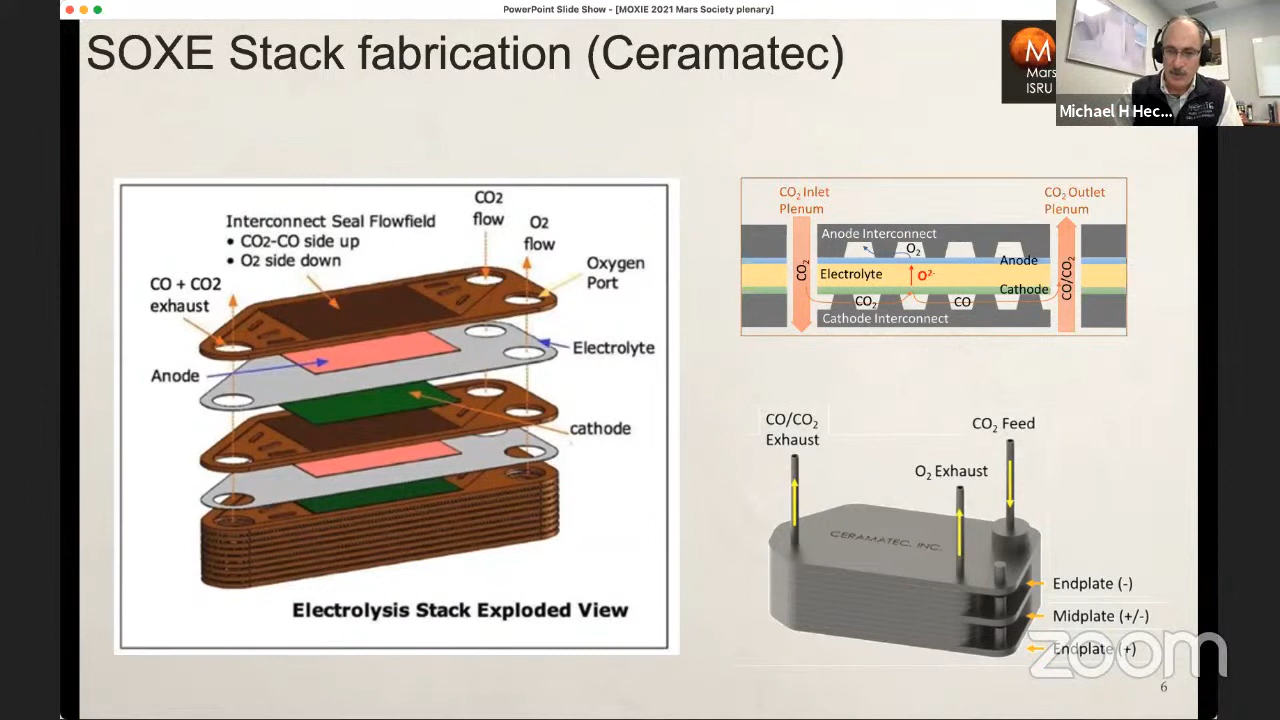 PowerPoint Slide Show - [MOXIE 2021 Mars Society plenary]
SOXE Stack fabrication (Ceramatec)
M
Mars
ISRU
Michael H Hec...
Interconnect Seal Flowfield
• CO2-CO side up
• O2 side down
CO2
flow
O2
flow
Oxygen
Port
CO + CO2
exhaust
Electrolyte
Anode
cathode
Electrolysis Stack Exploded View
CO₂ Inlet
Plenum
CO₂ Outlet
Plenum
Anode Interconnect
O₂
Anode
CO₂
Electrolyte
O²⁻
CO/CO₂
Cathode
CO₂
CO
Cathode Interconnect
CO/CO₂
Exhaust
CO₂ Feed
O₂ Exhaust
CERAMATEC, INC.
Endplate (-)
Midplate (+/-)
Endplate (+)
zoom
6